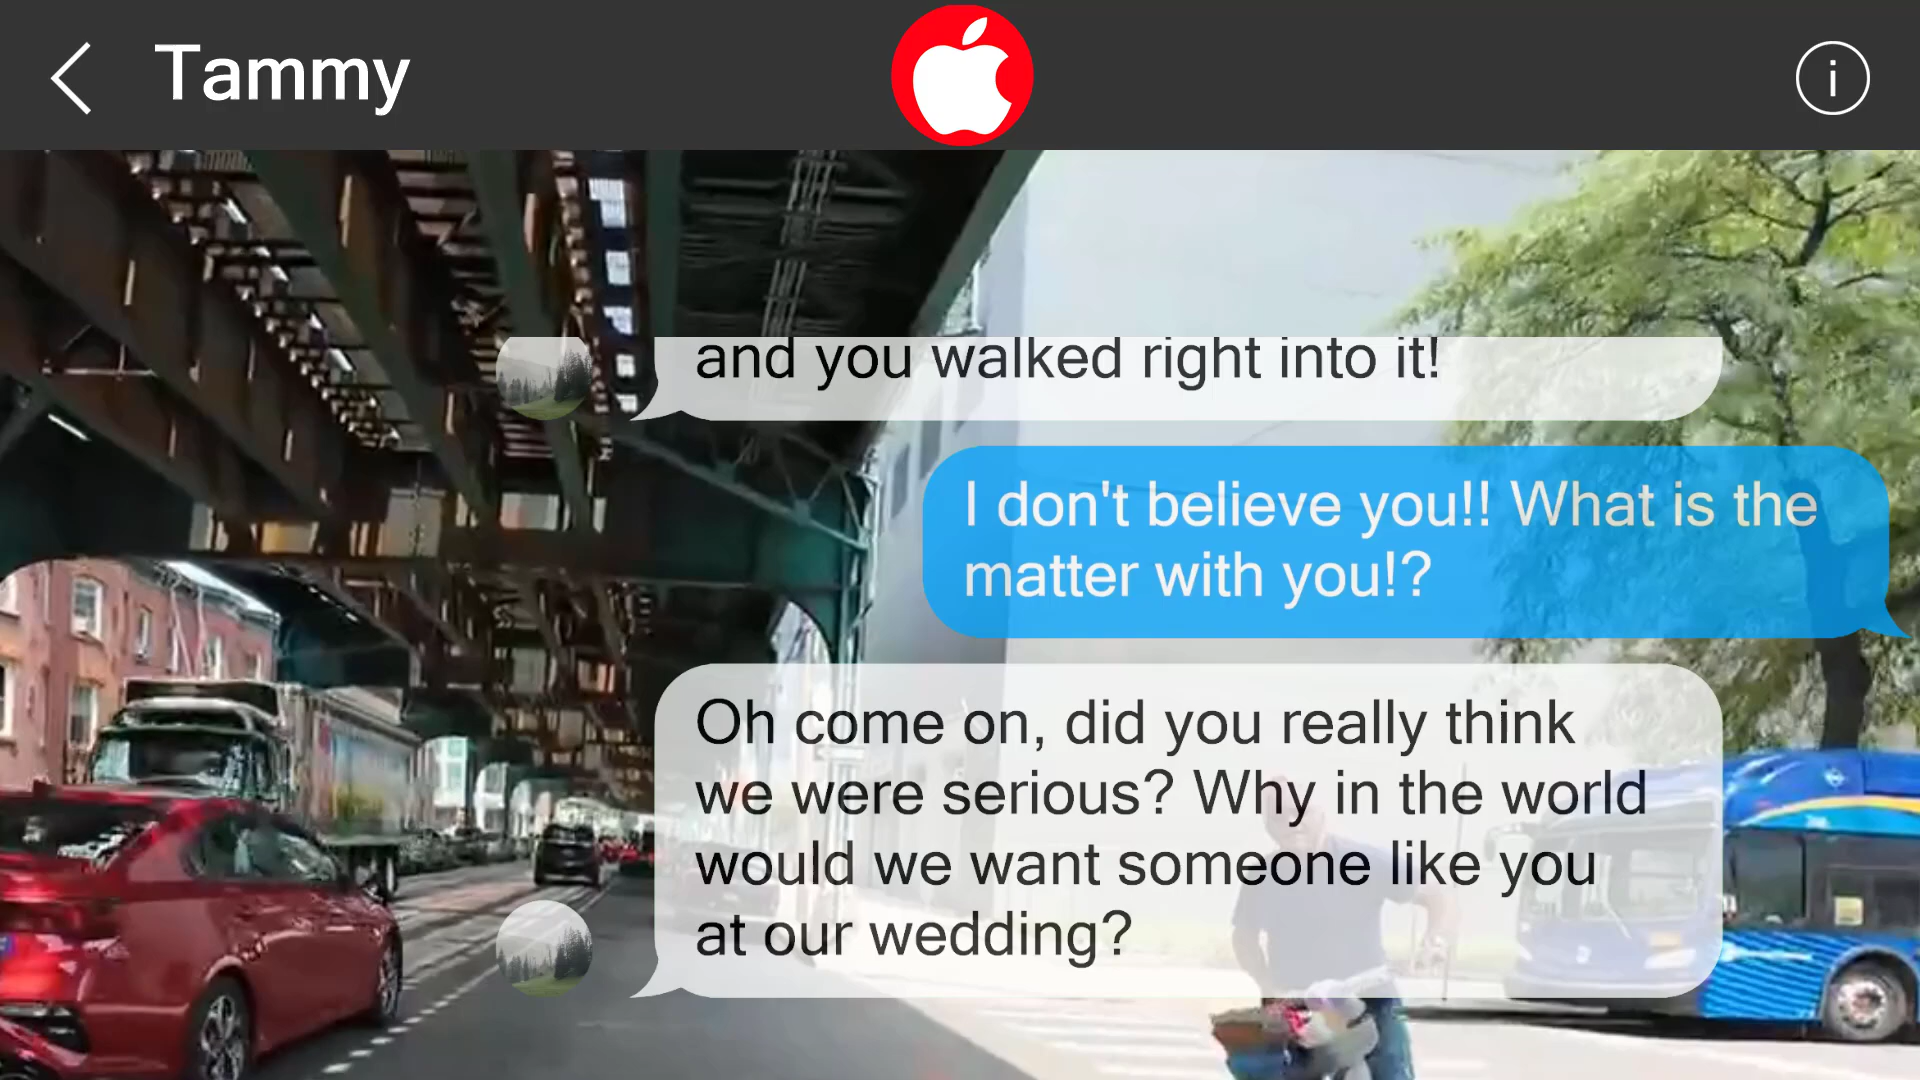 Tammy
and you walked right into it!
I don't believe you!! What is the
matter with you!?
Oh come on, did you really think
we were serious? Why in the world
would we want someone like you
at our wedding?